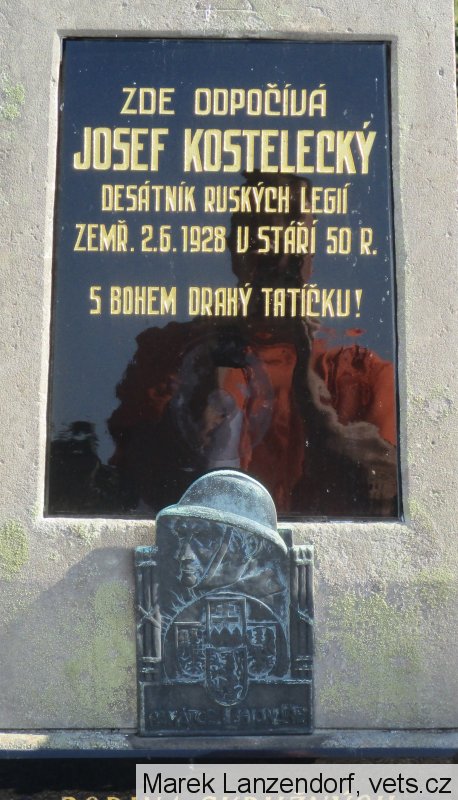 ZDE ODPOČÍVÁ
JOSEF KOSTELECKÝ
DESÁTNÍK RUSKÝCH LEGIÍ
ZEMŘ. 2.6.1928 V STÁŘÍ 50 R.
S BOHEM DRAHÝ TATÍČKU!
Marek Lanzendorf, vets.cz